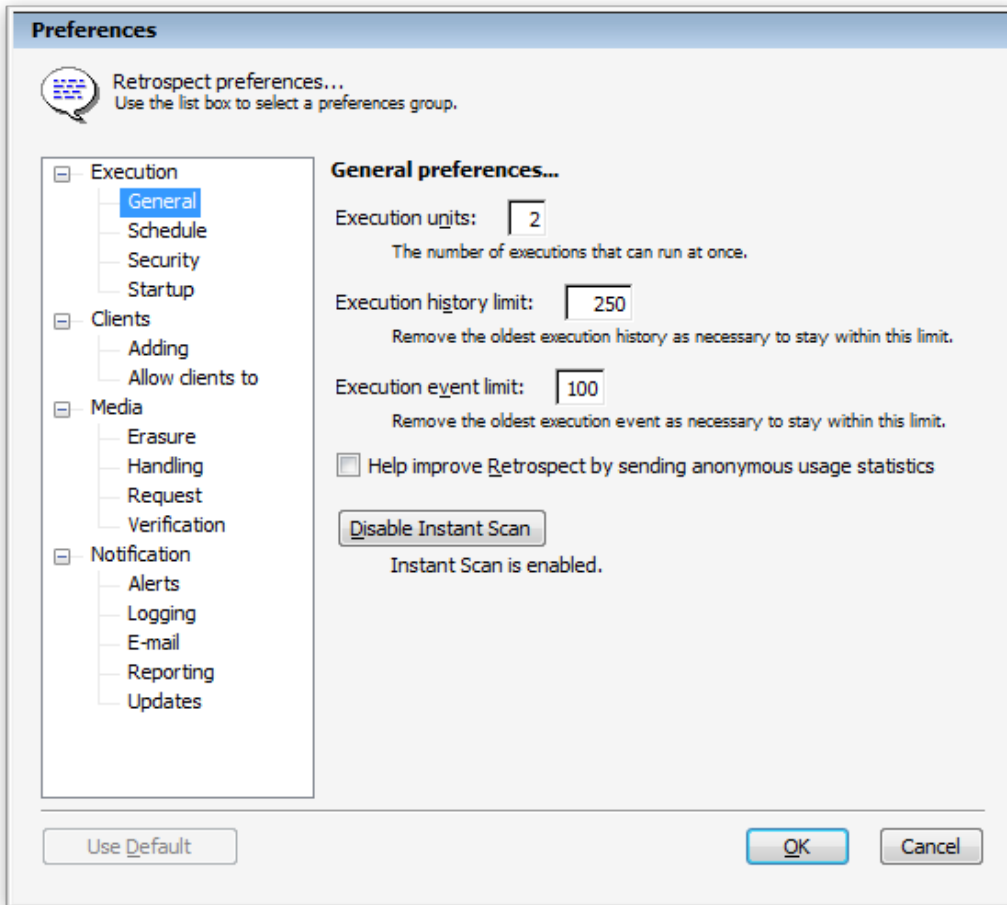 Preferences
Retrospect preferences...
Use the list box to select a preferences group.
Execution
General
Schedule
Security
Startup
Clients
Adding
Allow clients to
Media
Erasure
Handling
Request
Verification
Notification
Alerts
Logging
E-mail
Reporting
Updates
General preferences...
Execution units: 2
The number of executions that can run at once.
Execution history limit: 250
Remove the oldest execution history as necessary to stay within this limit.
Execution event limit: 100
Remove the oldest execution event as necessary to stay within this limit.
Help improve Retrospect by sending anonymous usage statistics
Disable Instant Scan
Instant Scan is enabled.
Use Default
OK
Cancel